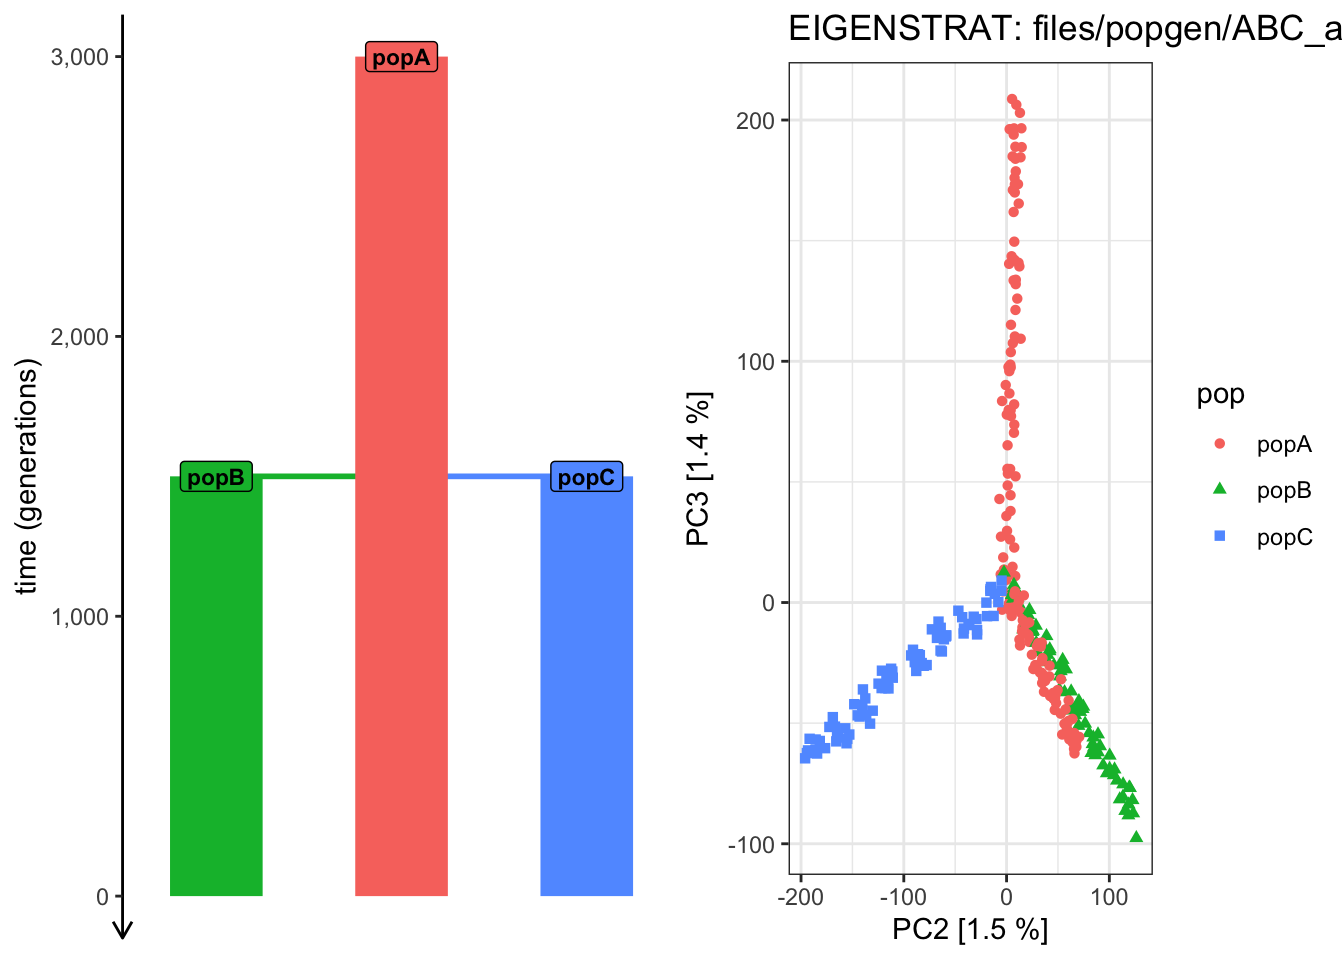 time (generations)
3,000
2,000
1,000
0
popA
popB
popC
EIGENSTRAT: files/popgen/ABC_a
PC3 [1.4 %]
200
100
0
-100
-200
-100
0
100
PC2 [1.5 %]
pop
popA
popB
popC